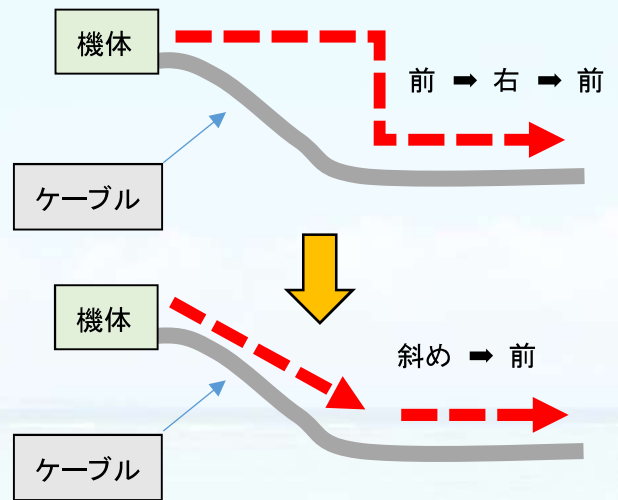 機体
前 ➡ 右 ➡ 前
ケーブル
機体
斜め ➡ 前
ケーブル